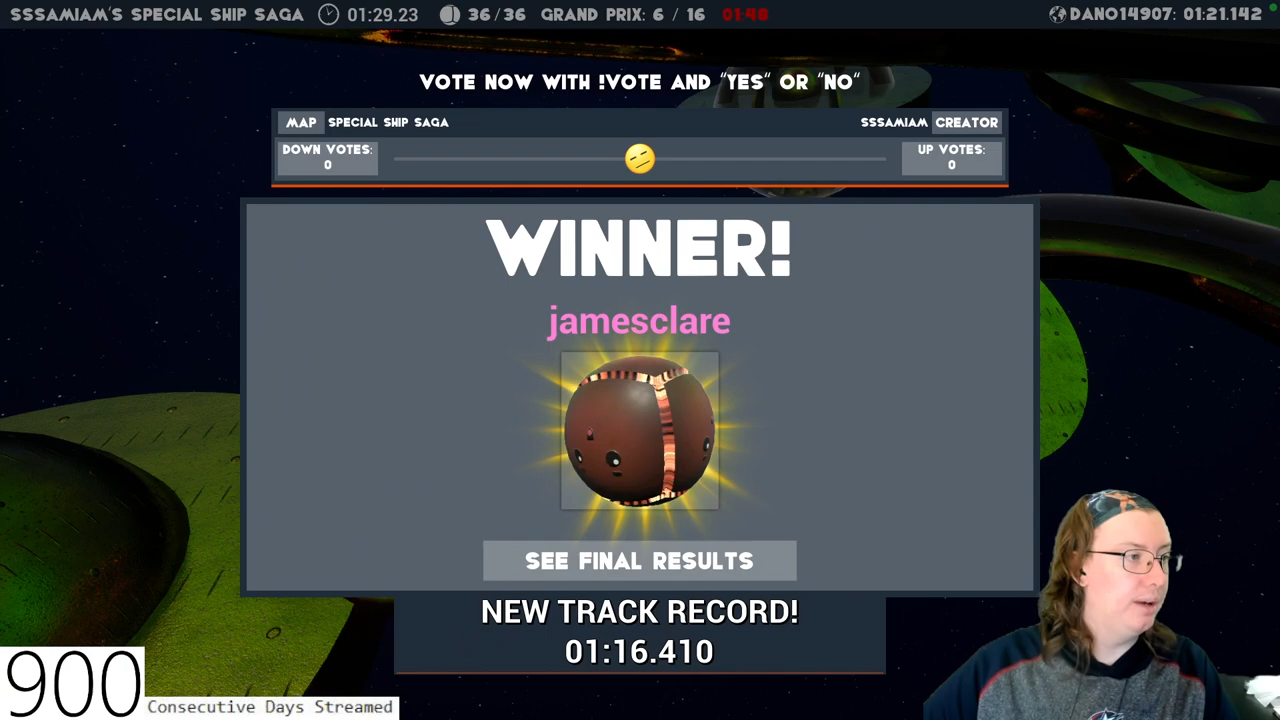 SSSAMIAM'S SPECIAL SHIP SAGA 01:29.23 36/36 GRAND PRIX: 6 / 16 01:48 DANO14907: 01:21.142
VOTE NOW WITH !VOTE AND "YES" OR "NO"
MAP SPECIAL SHIP SAGA SSSAMIAM CREATOR
DOWN VOTES: UP VOTES:
0 0
WINNER!
jamesclare
SEE FINAL RESULTS
NEW TRACK RECORD!
01:16.410
900 Consecutive Days Streamed